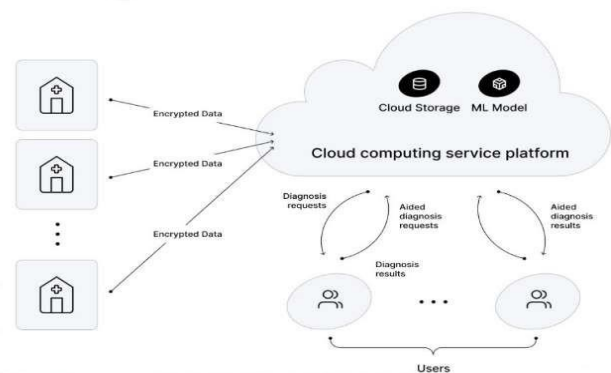 Cloud Storage
ML Model
Encrypted Data
Cloud computing service platform
Encrypted Data
Diagnosis
requests
Aided
diagnosis
requests
Aided
diagnosis
results
Encrypted Data
Diagnosis
results
Users